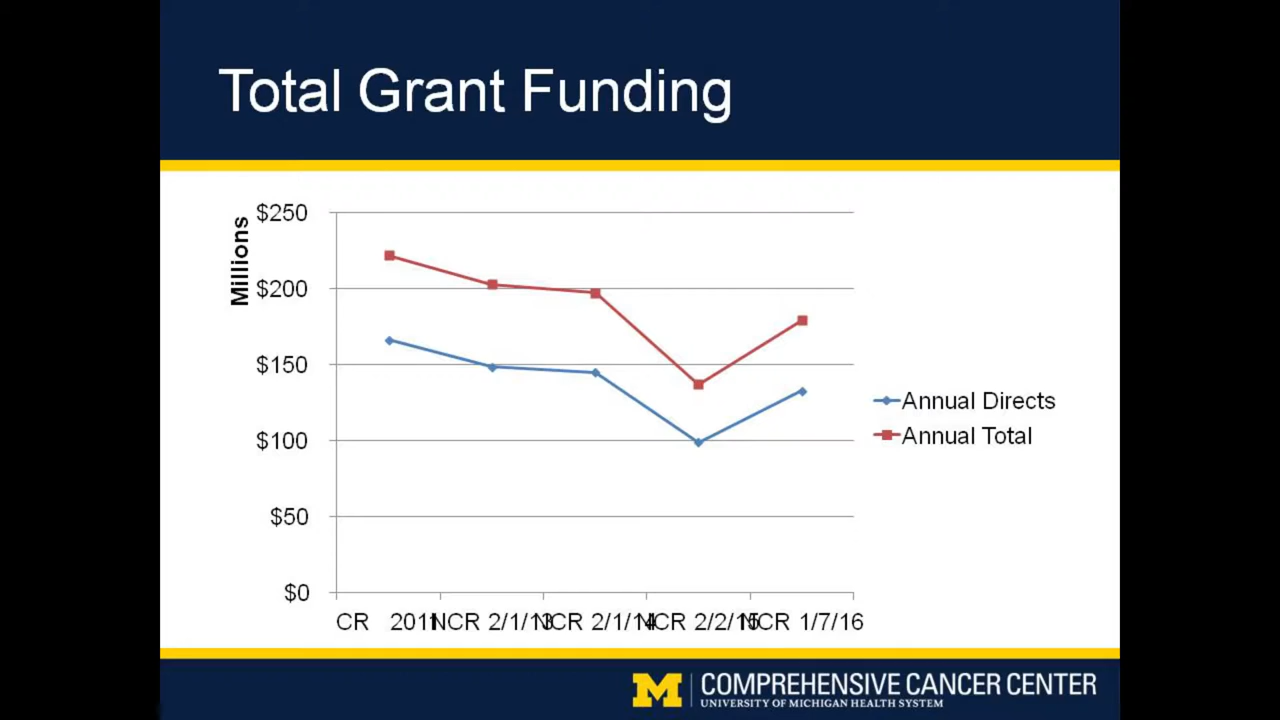 Total Grant Funding
Millions
$250
$200
$150
$100
$50
$0
CR 2011 NCR 2/1/13 NCR 2/1/14 NCR 2/2/15 NCR 1/7/16
Annual Directs
Annual Total
M COMPREHENSIVE CANCER CENTER
UNIVERSITY OF MICHIGAN HEALTH SYSTEM